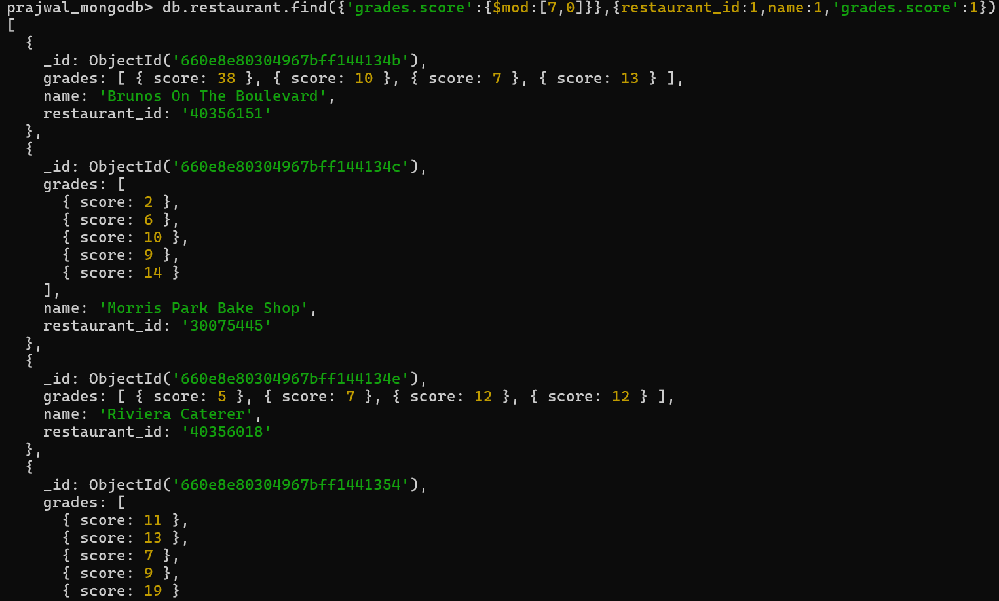 prajwal_mongodb> db.restaurant.find({'grades.score':{$mod:[7,0]}},{restaurant_id:1,name:1,'grades.score':1})
[
  {
    _id: ObjectId('660e8e80304967bff144134b'),
    grades: [ { score: 38 }, { score: 10 }, { score: 7 }, { score: 13 } ],
    name: 'Brunos On The Boulevard',
    restaurant_id: '40356151'
  },
  {
    _id: ObjectId('660e8e80304967bff144134c'),
    grades: [
      { score: 2 },
      { score: 6 },
      { score: 10 },
      { score: 9 },
      { score: 14 }
    ],
    name: 'Morris Park Bake Shop',
    restaurant_id: '30075445'
  },
  {
    _id: ObjectId('660e8e80304967bff144134e'),
    grades: [ { score: 5 }, { score: 7 }, { score: 12 }, { score: 12 } ],
    name: 'Riviera Caterer',
    restaurant_id: '40356018'
  },
  {
    _id: ObjectId('660e8e80304967bff1441354'),
    grades: [
      { score: 11 },
      { score: 13 },
      { score: 7 },
      { score: 9 },
      { score: 19 }